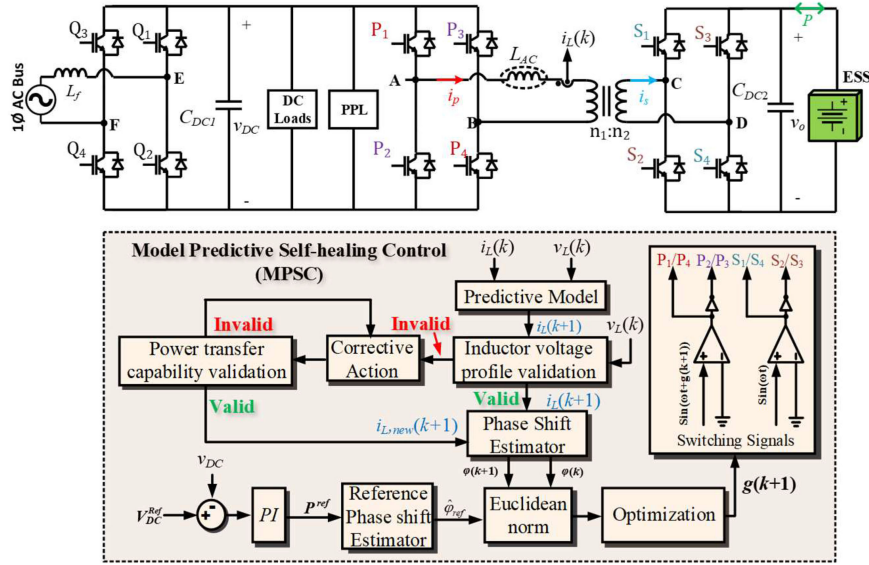 Q3
Q1
P1
P3
iL(k)
S1
S3
P
LAC
ESS
1Ø AC Bus
Lf
E
F
CDC1
vDC
DC Loads
PPL
A
B
ip
is
n1:n2
C
D
CDC2
vo
Q4
Q2
P2
P4
S2
S4
+
-
+
-
Model Predictive Self-healing Control
(MPSC)
iL(k)
vL(k)
Predictive Model
iL(k+1)
vL(k)
Invalid
Invalid
Power transfer
capability validation
Corrective
Action
Inductor voltage
profile validation
Valid
Valid
iL(k+1)
iL,new(k+1)
Phase Shift
Estimator
φ(k+1)
φ(k)
vDC
VDC Ref
+
-
PI
Pref
Reference
Phase shift
Estimator
φ̂ref
Euclidean
norm
Optimization
g(k+1)
P1/P4
P2/P3
S1/S4
S2/S3
+
-
+
-
Sin(ωt+g(k+1))
Sin(ωt)
Switching Signals